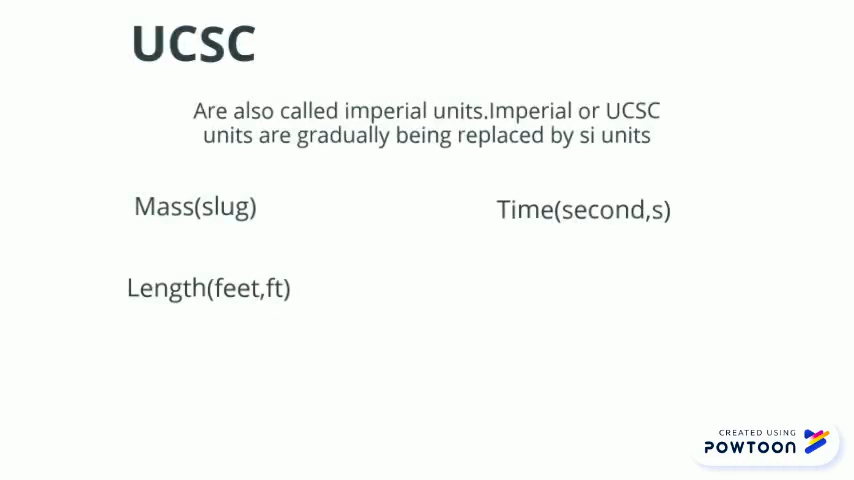 UCSC
Are also called imperial units.Imperial or UCSC
units are gradually being replaced by si units
Mass(slug)
Time(second,s)
Length(feet,ft)
CREATED USING
POWTOON